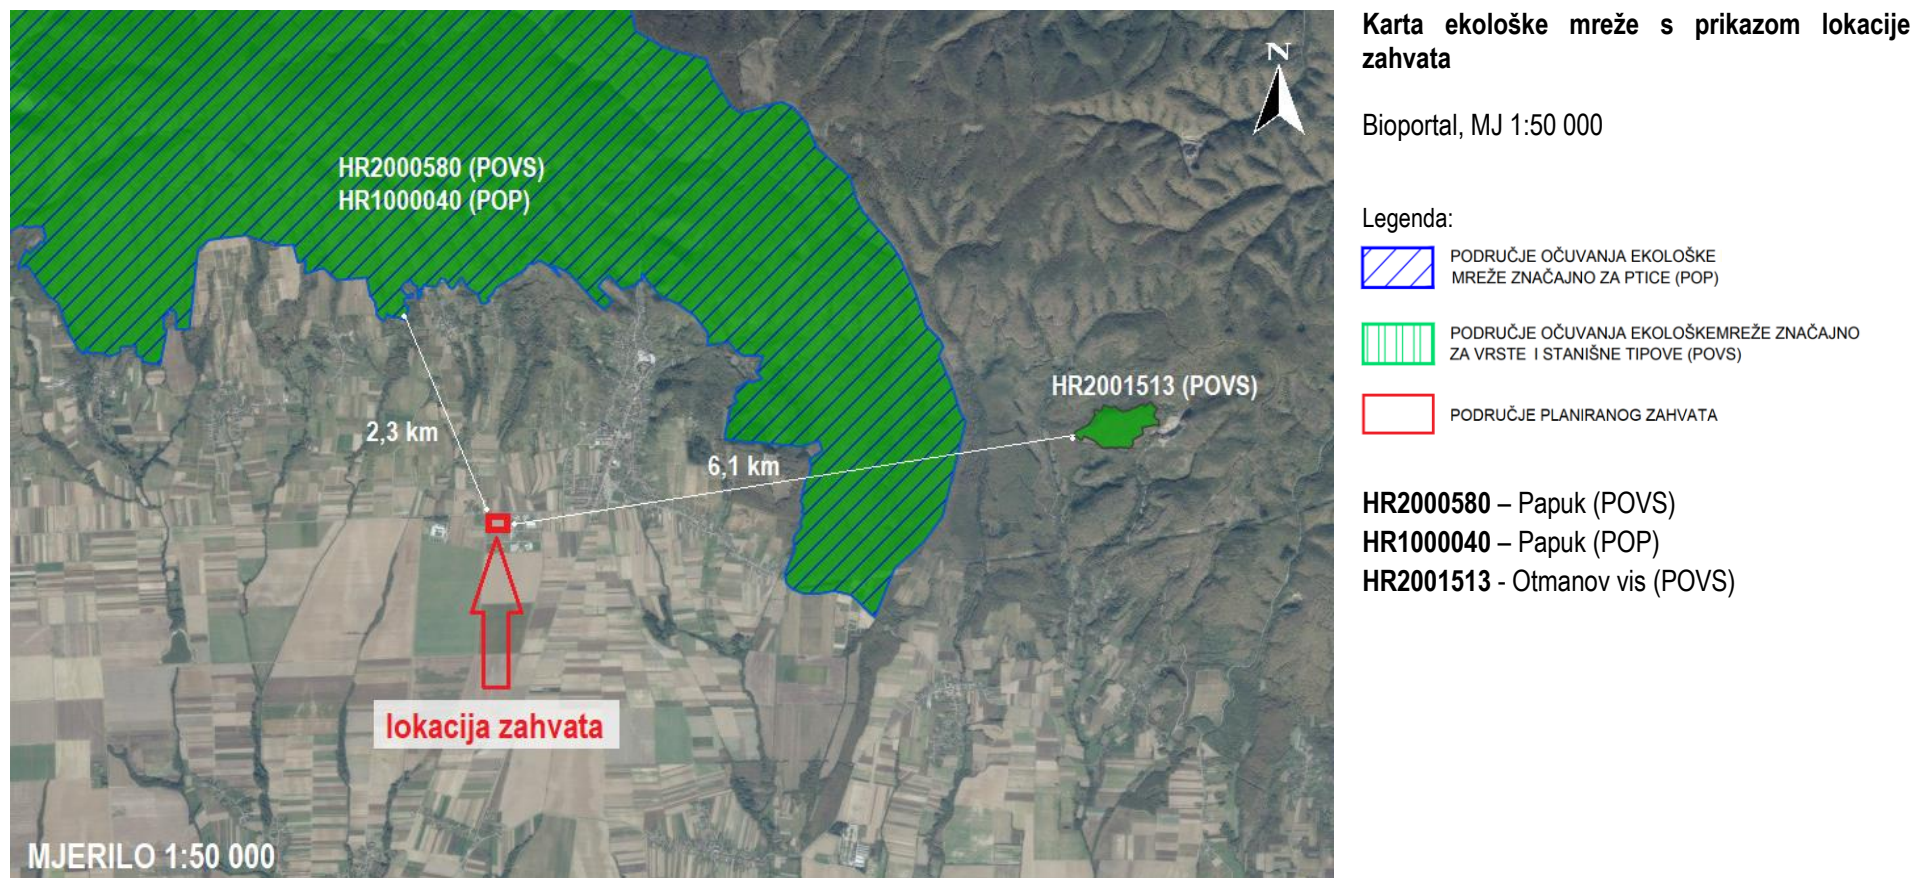 HR2000580 (POVS)
HR1000040 (POP)
N
HR2001513 (POVS)
2,3 km
6,1 km
lokacija zahvata
MJERILO 1:50 000
Karta ekološke mreže s prikazom lokacije
zahvata
Bioportal, MJ 1:50 000
Legenda:
PODRUČJE OČUVANJA EKOLOŠKE
MREŽE ZNAČAJNO ZA PTICE (POP)
PODRUČJE OČUVANJA EKOLOŠKEMREŽE ZNAČAJNO
ZA VRSTE I STANIŠNE TIPOVE (POVS)
PODRUČJE PLANIRANOG ZAHVATA
HR2000580 – Papuk (POVS)
HR1000040 – Papuk (POP)
HR2001513 - Otmanov vis (POVS)